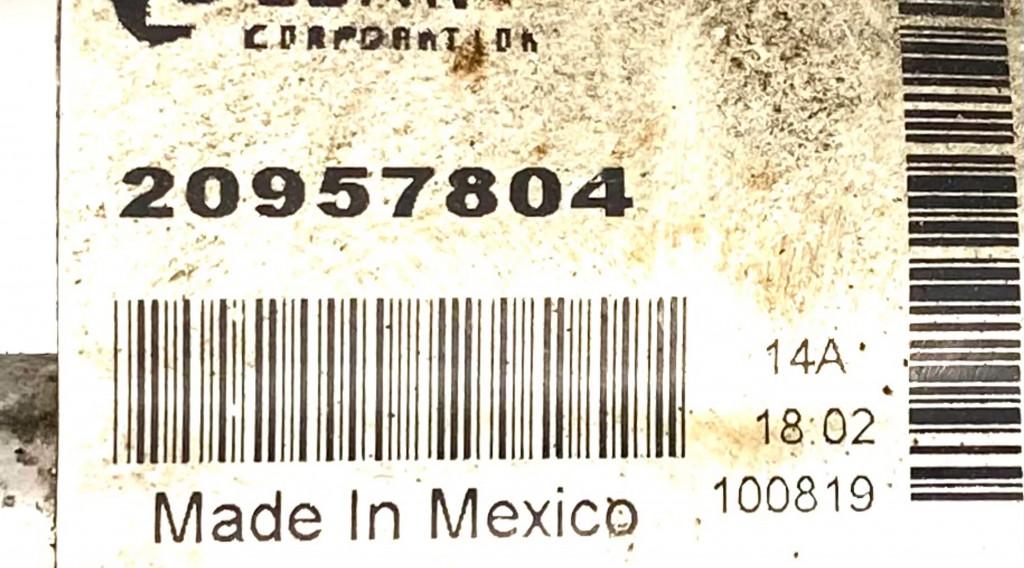 CORPORATION
20957804
14A
18:02
100819
Made In Mexico